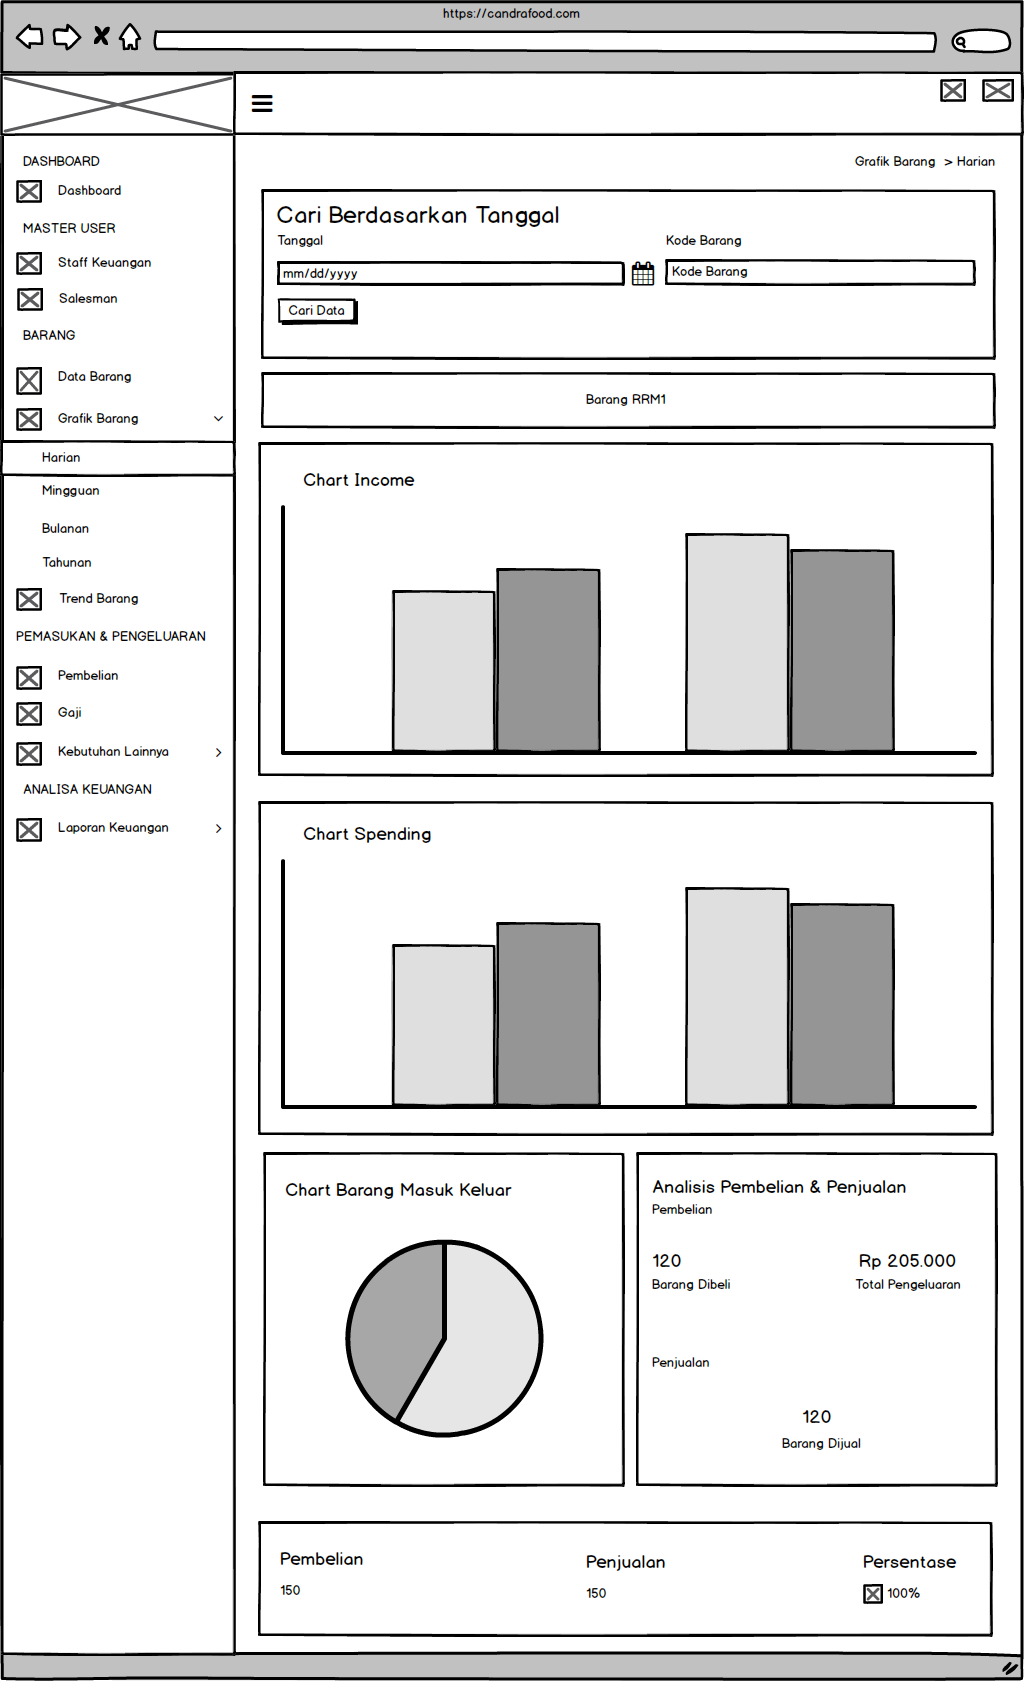 https://candrafood.com
Grafik Barang > Harian
DASHBOARD
Dashboard
MASTER USER
Staff Keuangan
Salesman
BARANG
Data Barang
Grafik Barang
Harian
Mingguan
Bulanan
Tahunan
Trend Barang
PEMASUKAN & PENGELUARAN
Pembelian
Gaji
Kebutuhan Lainnya
ANALISA KEUANGAN
Laporan Keuangan
Cari Berdasarkan Tanggal
Tanggal
Kode Barang
mm/dd/yyyy
Kode Barang
Cari Data
Barang RRM1
Chart Income
Chart Spending
Chart Barang Masuk Keluar
Analisis Pembelian & Penjualan
Pembelian
120
Rp 205.000
Barang Dibeli
Total Pengeluaran
Penjualan
120
Barang Dijual
Pembelian
Penjualan
Persentase
150
150
100%